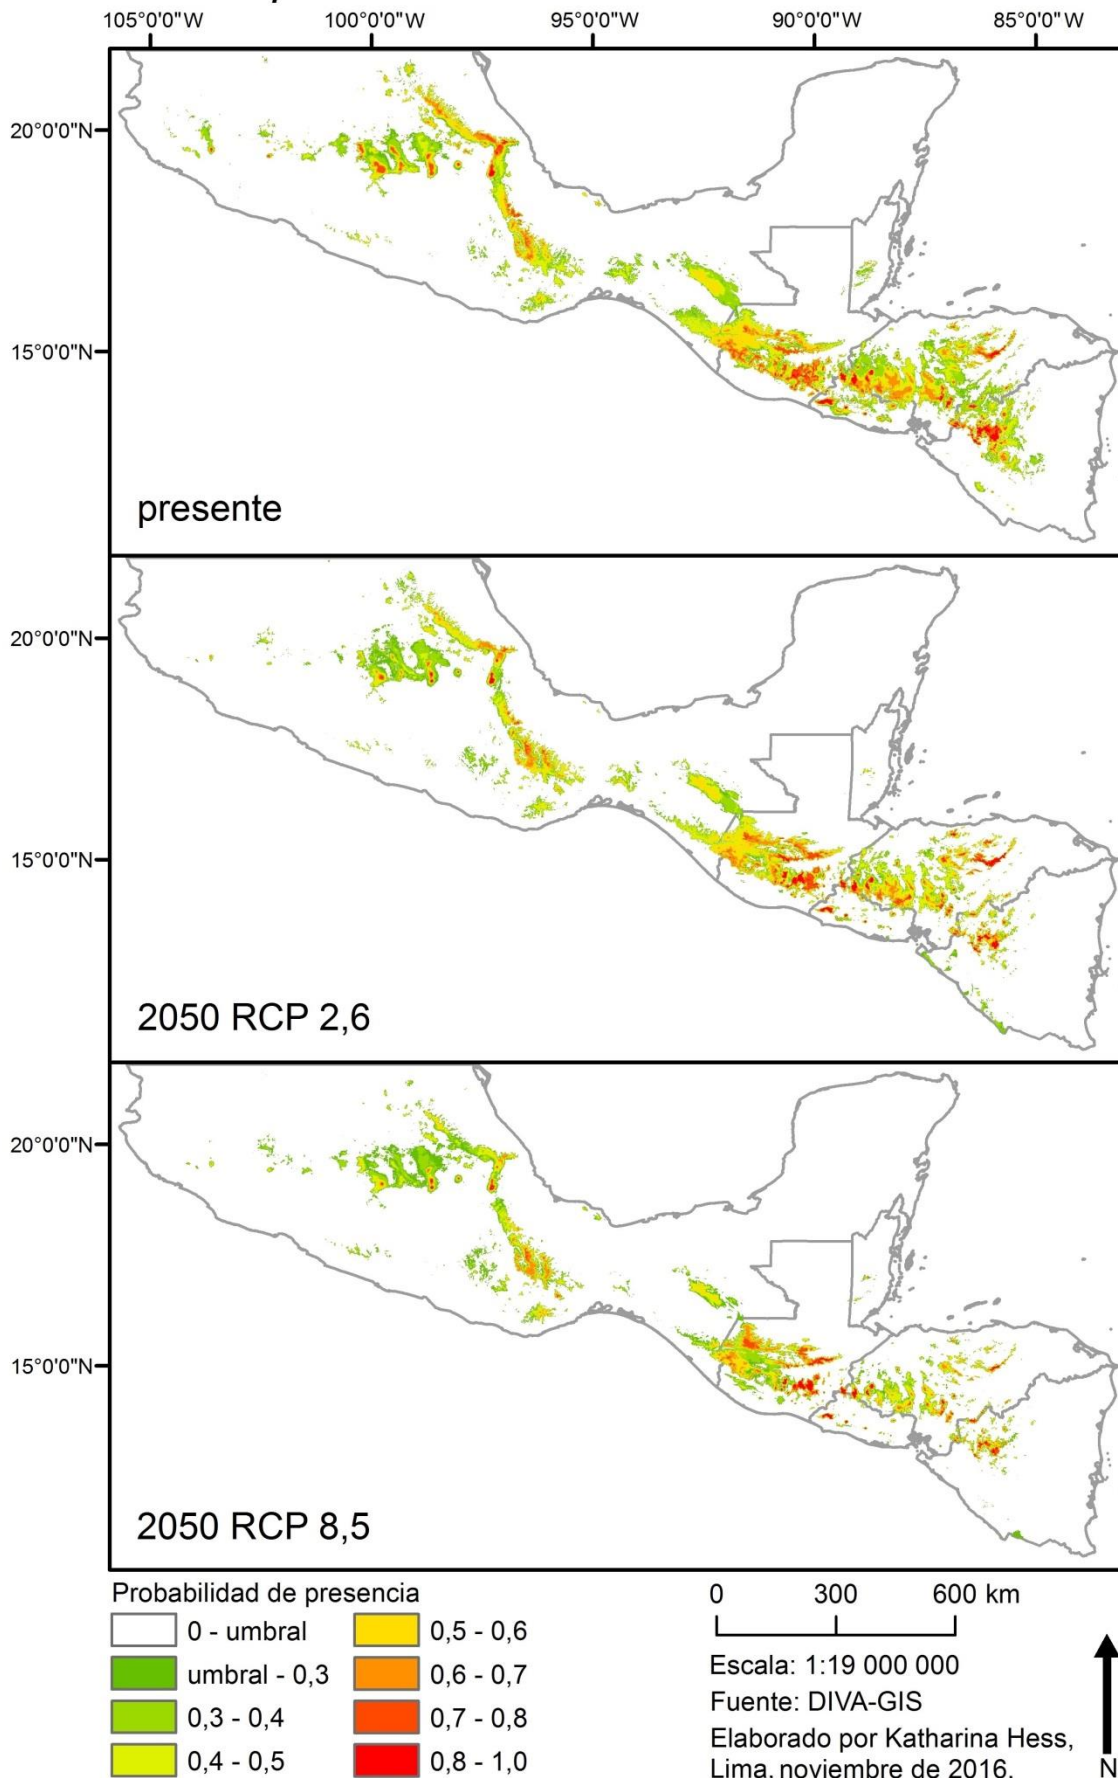 105°0'0"W 100°0'0"W 95°0'0"W 90°0'0"W 85°0'0"W
20°0'0"N
15°0'0"N
presente
20°0'0"N
15°0'0"N
2050 RCP 2,6
20°0'0"N
15°0'0"N
2050 RCP 8,5
Probabilidad de presencia
0 - umbral
umbral - 0,3
0,3 - 0,4
0,4 - 0,5
0,5 - 0,6
0,6 - 0,7
0,7 - 0,8
0,8 - 1,0
0 300 600 km
Escala: 1:19 000 000
Fuente: DIVA-GIS
Elaborado por Katharina Hess,
Lima, noviembre de 2016.
N